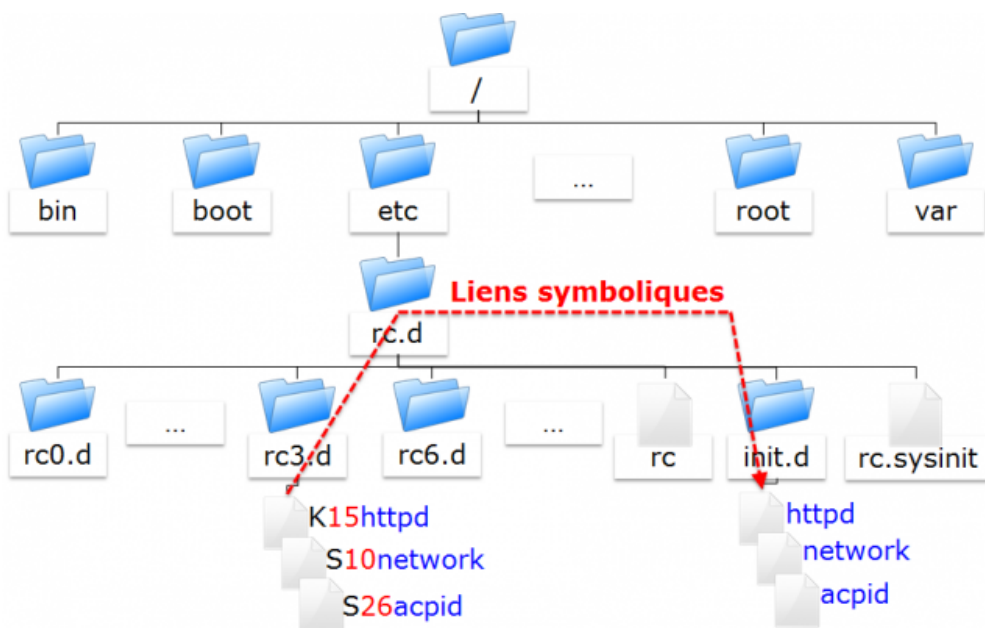 /
bin boot etc ... root var
Liens symboliques
rc.d
rc0.d ... rc3.d rc6.d ... rc init.d rc.sysinit
K15httpd httpd
S10network network
S26acpid acpid